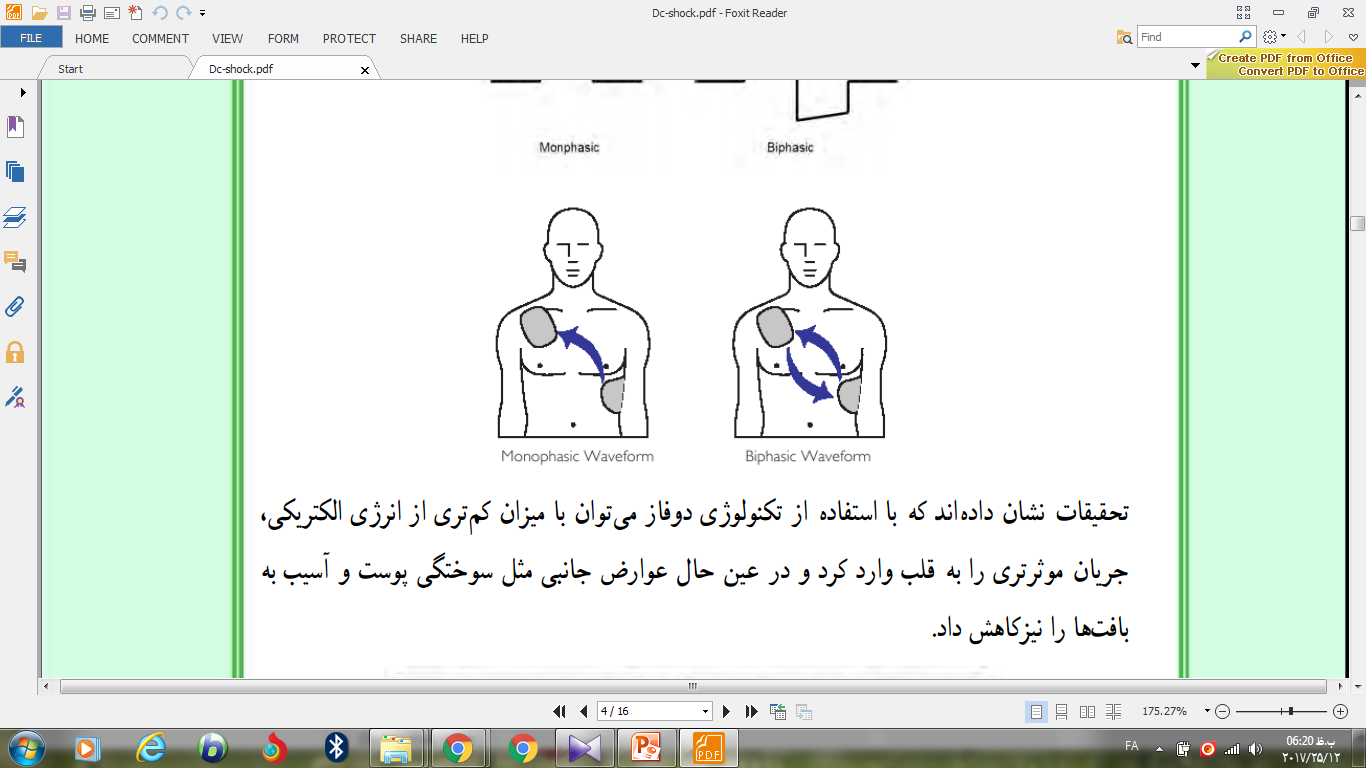 Dc-shock.pdf - Foxit Reader
FILE HOME COMMENT VIEW FORM PROTECT SHARE HELP
Find
Start Dc-shock.pdf
Create PDF from Office
Convert PDF to Office
Monphasic Biphasic
Monophasic Waveform Biphasic Waveform
تحقیقات نشان داده‌اند که با استفاده از تکنولوژی دوفاز می‌توان با میزان کم‌تری از انرژی الکتریکی،
جریان موثرتری را به قلب وارد کرد و در عین حال عوارض جانبی مثل سوختگی پوست و آسیب به
بافت‌ها را نیزکاهش داد.
4 / 16
175.27%
PDF
FA
06:20 ب.ظ
۲۰۱۷/۲۵/۱۲